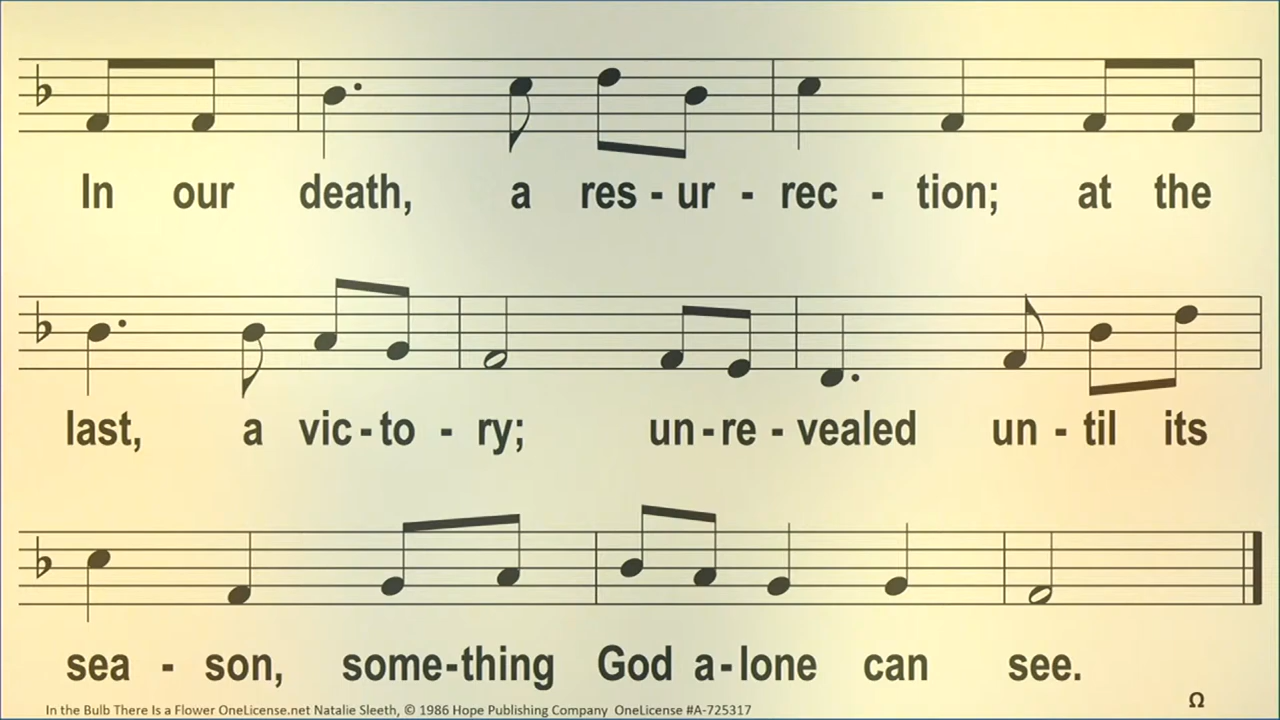 In our death, a res - ur - rec - tion; at the
last, a vic - to - ry; un - re - vealed un - til its
sea - son, some - thing God a - lone can see.
Ω
In the Bulb There Is a Flower OneLicense.net Natalie Sleeth, © 1986 Hope Publishing Company OneLicense #A-725317